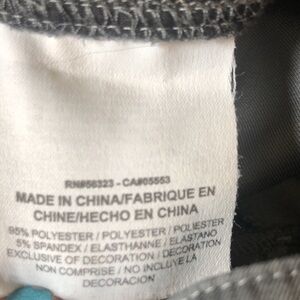 RN#56323 - CA#05553
MADE IN CHINA/FABRIQUE EN
CHINE/HECHO EN CHINA
95% POLYESTER / POLYESTER / POLIESTER
5% SPANDEX / ELASTHANNE / ELASTANO
EXCLUSIVE OF DECORATION / DECORATION
NON COMPRISE / NO INCLUYE LA
DECORACION